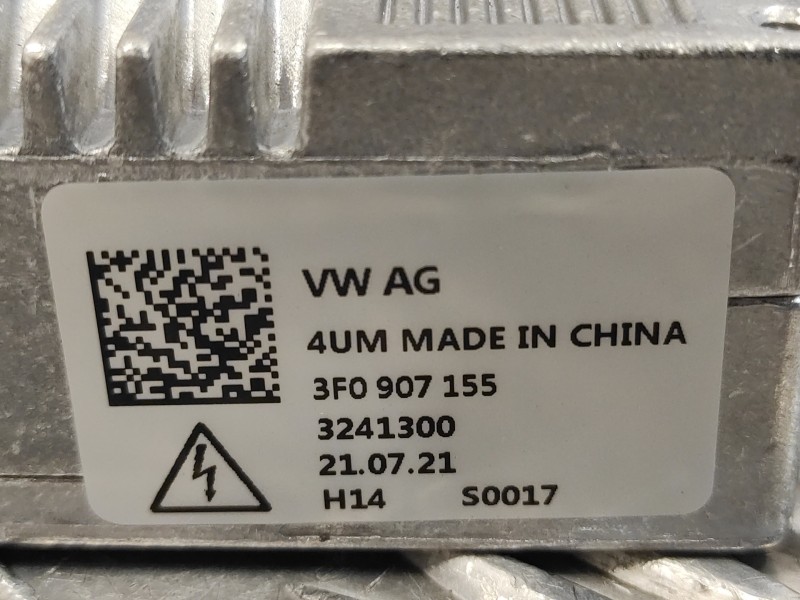 VW AG
4UM MADE IN CHINA
3F0 907 155
3241300
21.07.21
H14 S0017